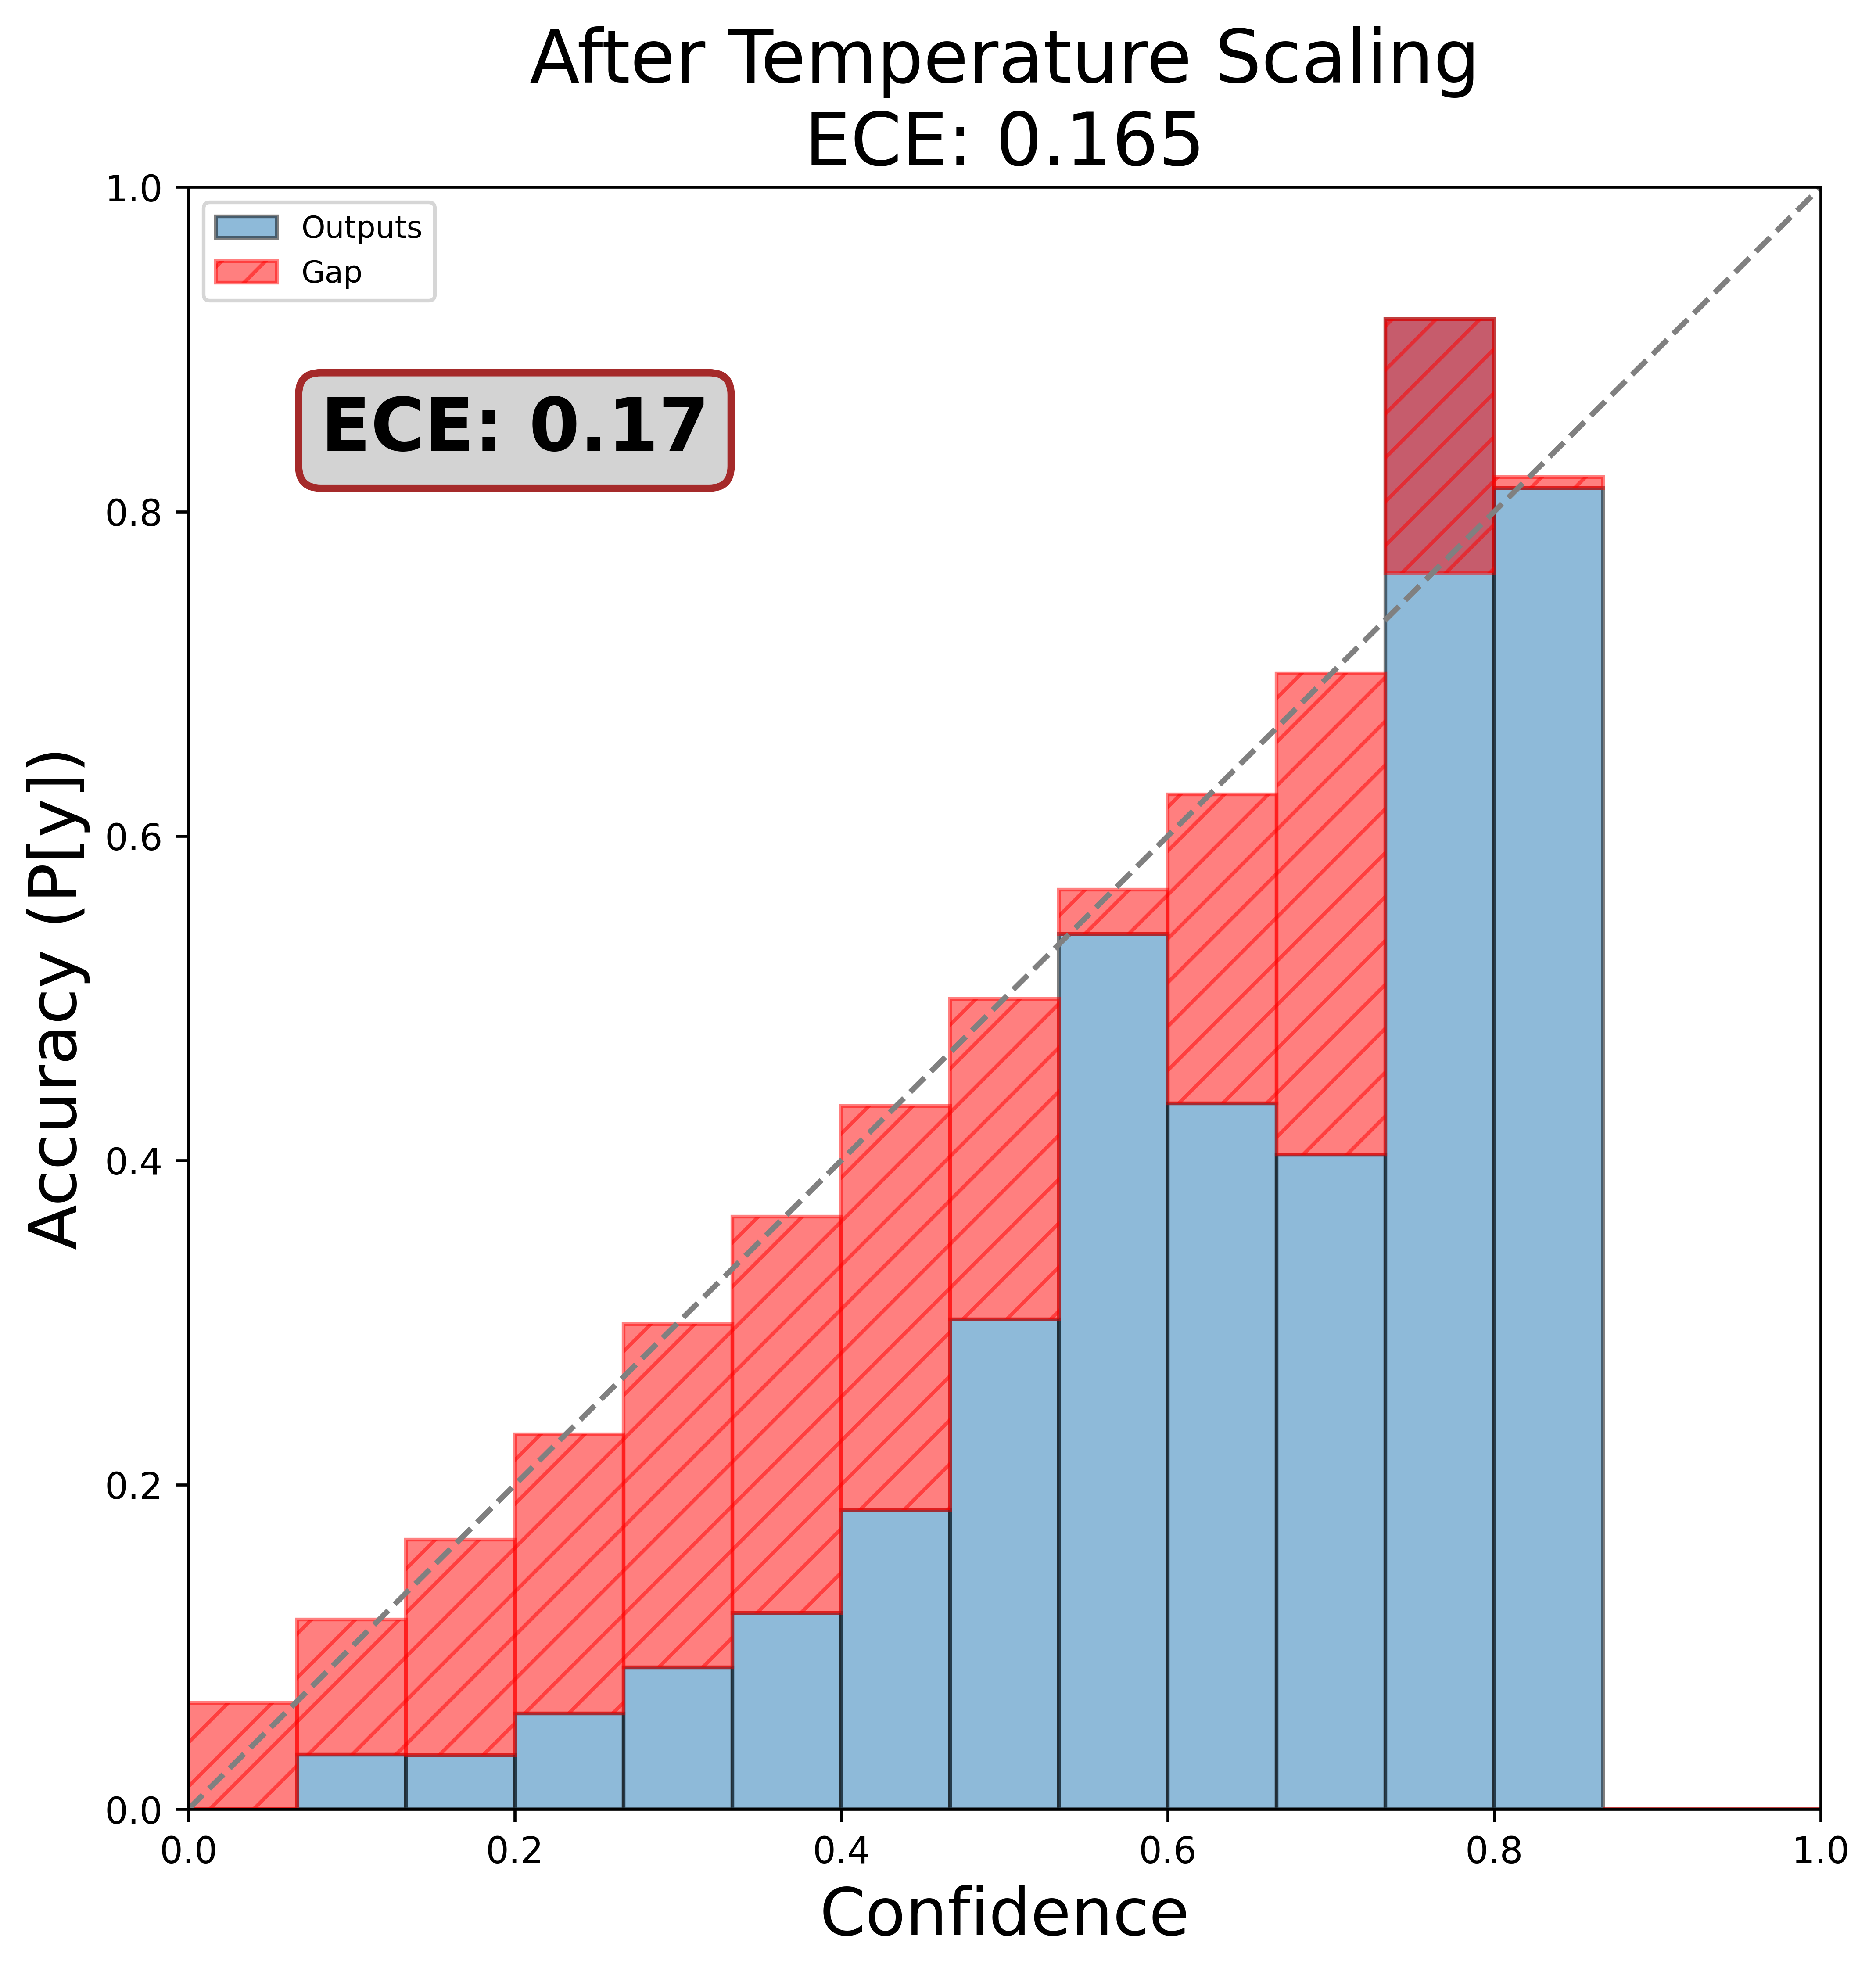 After Temperature Scaling
ECE: 0.165
1.0
Outputs
Gap
ECE: 0.17
0.8
0.6
0.4
0.2
0.0
Accuracy (P[y])
0.0 0.2 0.4 0.6 0.8 1.0
Confidence